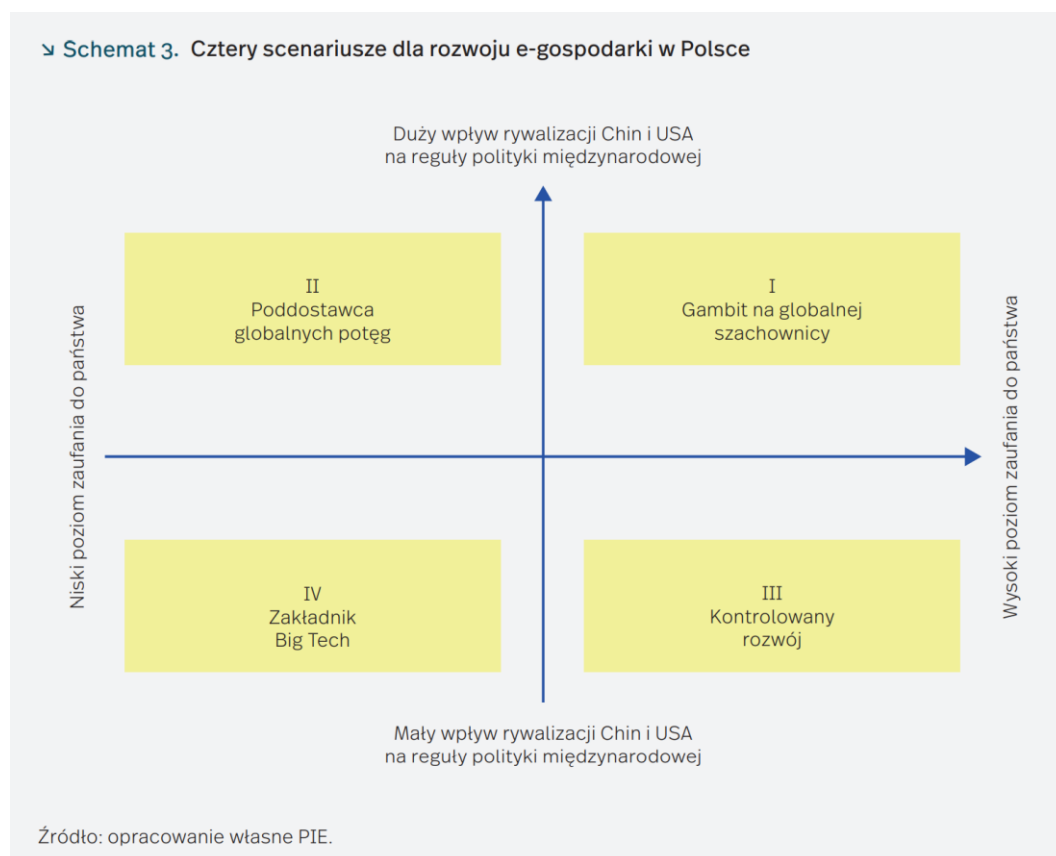 ↘ Schemat 3. Cztery scenariusze dla rozwoju e-gospodarki w Polsce
Duży wpływ rywalizacji Chin i USA
na reguły polityki międzynarodowej
Niski poziom zaufania do państwa
II
Poddostawca
globalnych potęg
I
Gambit na globalnej
szachownicy
Wysoki poziom zaufania do państwa
IV
Zakładnik
Big Tech
III
Kontrolowany
rozwój
Mały wpływ rywalizacji Chin i USA
na reguły polityki międzynarodowej
Źródło: opracowanie własne PIE.